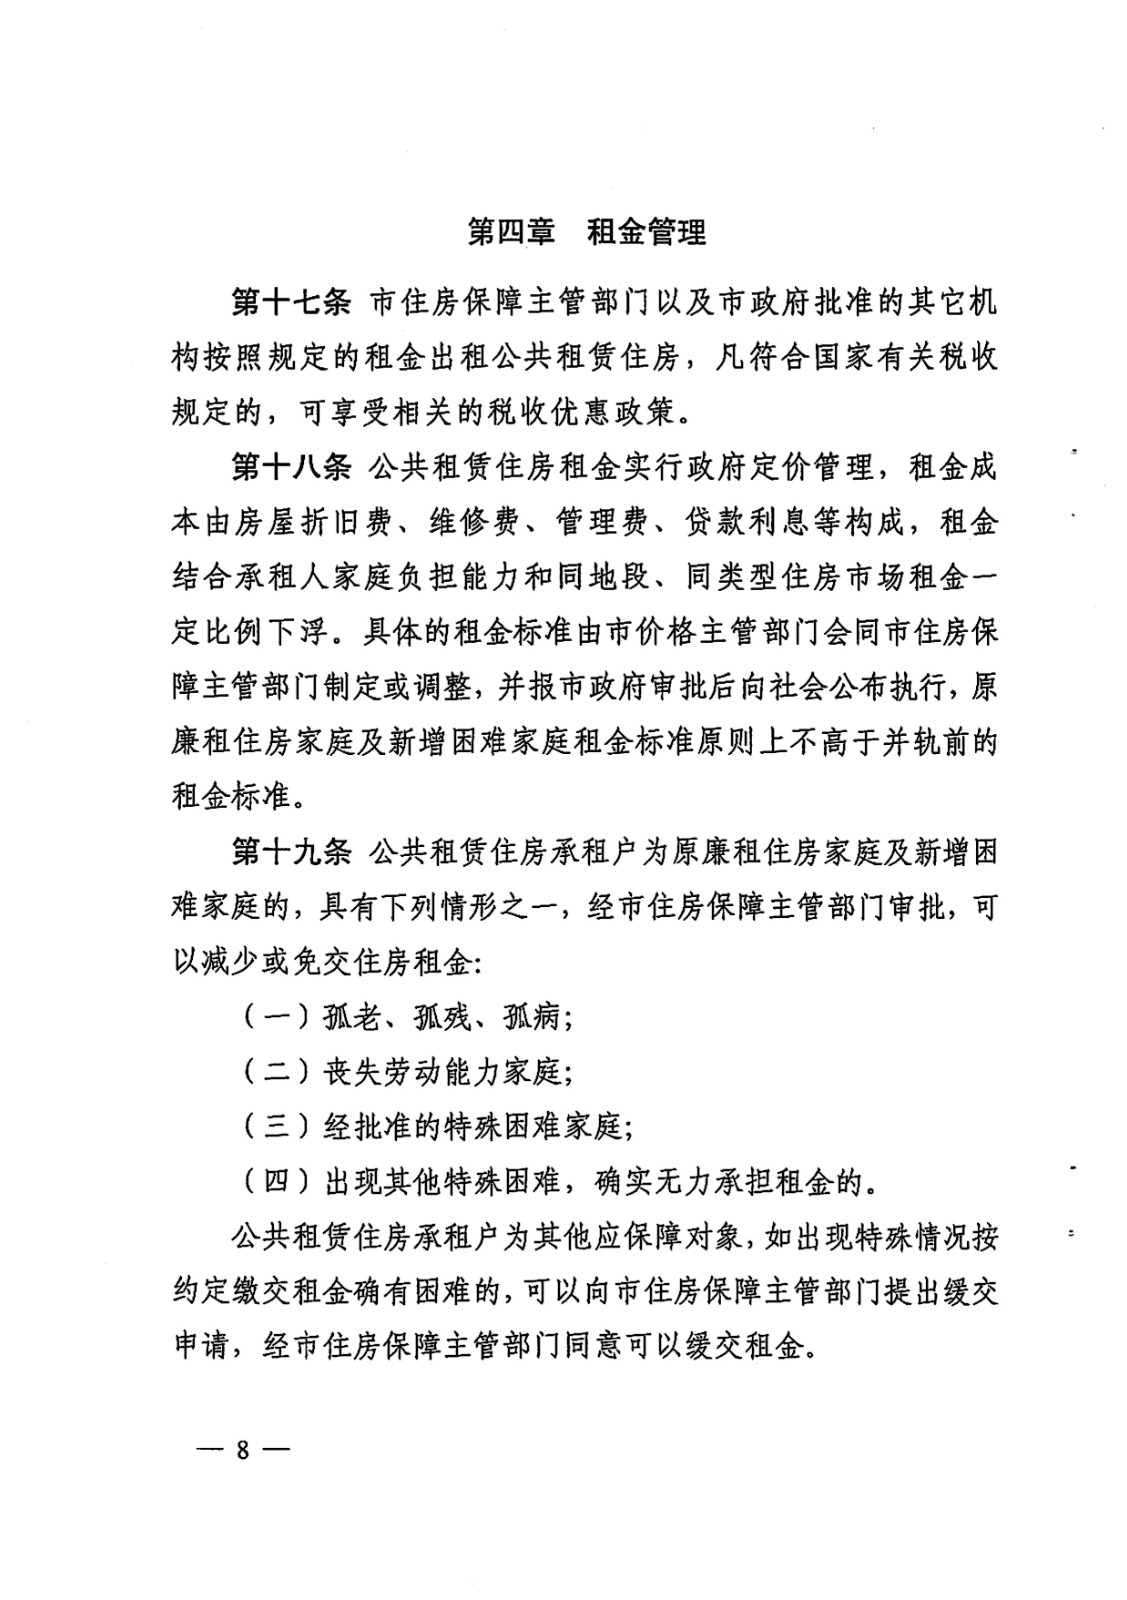 第四章　租金管理
第十七条 市住房保障主管部门以及市政府批准的其它机
构按照规定的租金出租公共租赁住房，凡符合国家有关税收
规定的，可享受相关的税收优惠政策。
第十八条 公共租赁住房租金实行政府定价管理，租金成
本由房屋折旧费、维修费、管理费、贷款利息等构成，租金
结合承租人家庭负担能力和同地段、同类型住房市场租金一
定比例下浮。具体的租金标准由市价格主管部门会同市住房保
障主管部门制定或调整，并报市政府审批后向社会公布执行，原
廉租住房家庭及新增困难家庭租金标准原则上不高于并轨前的
租金标准。
第十九条 公共租赁住房承租户为原廉租住房家庭及新增困
难家庭的，具有下列情形之一，经市住房保障主管部门审批，可
以减少或免交住房租金：
（一）孤老、孤残、孤病；
（二）丧失劳动能力家庭；
（三）经批准的特殊困难家庭；
（四）出现其他特殊困难，确实无力承担租金的。
公共租赁住房承租户为其他应保障对象，如出现特殊情况按
约定缴交租金确有困难的，可以向市住房保障主管部门提出缓交
申请，经市住房保障主管部门同意可以缓交租金。
— 8 —